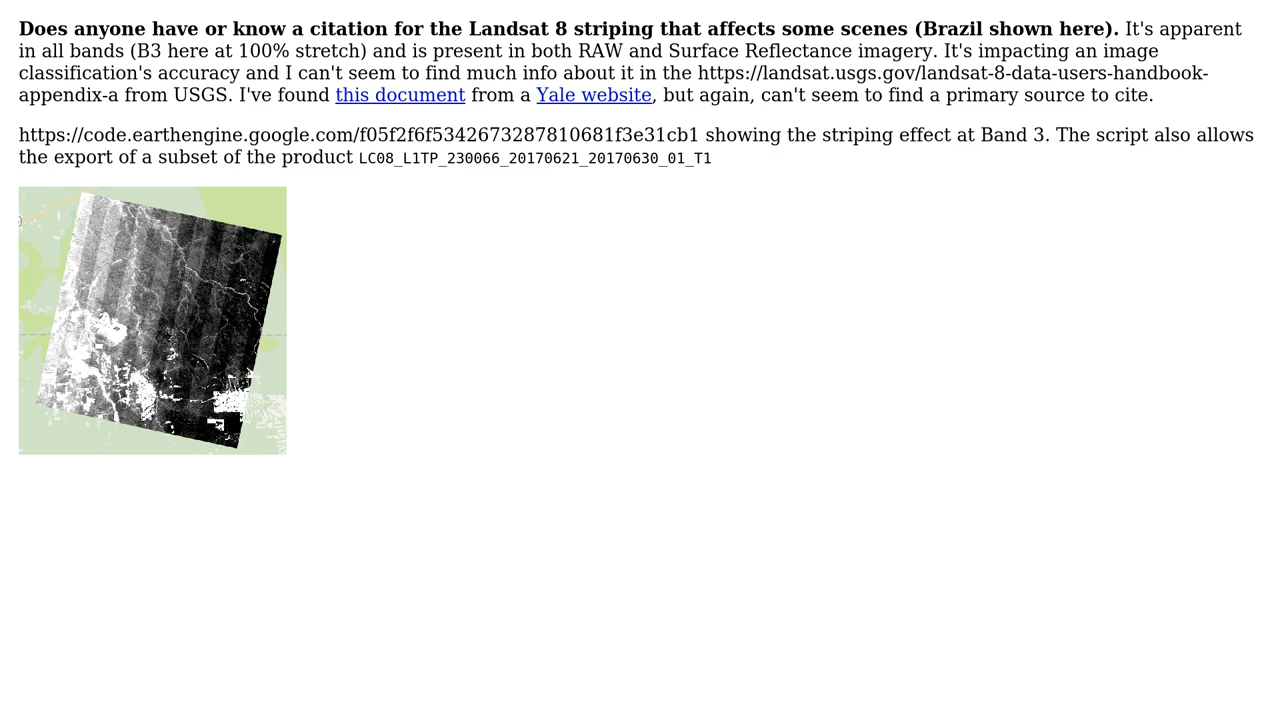 Does anyone have or know a citation for the Landsat 8 striping that affects some scenes (Brazil shown here). It's apparent
in all bands (B3 here at 100% stretch) and is present in both RAW and Surface Reflectance imagery. It's impacting an image
classification's accuracy and I can't seem to find much info about it in the https://landsat.usgs.gov/landsat-8-data-users-handbook-
appendix-a from USGS. I've found this document from a Yale website, but again, can't seem to find a primary source to cite.
https://code.earthengine.google.com/f05f2f6f5342673287810681f3e31cb1 showing the striping effect at Band 3. The script also allows
the export of a subset of the product LC08_L1TP_230066_20170621_20170630_01_T1